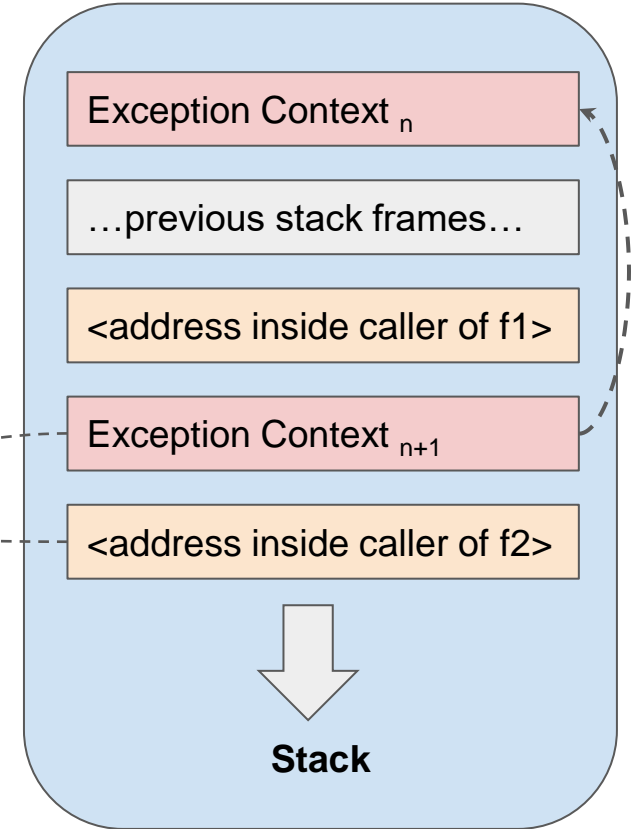 Exception Context n
…previous stack frames…
<address inside caller of f1>
Exception Context n+1
<address inside caller of f2>
Stack